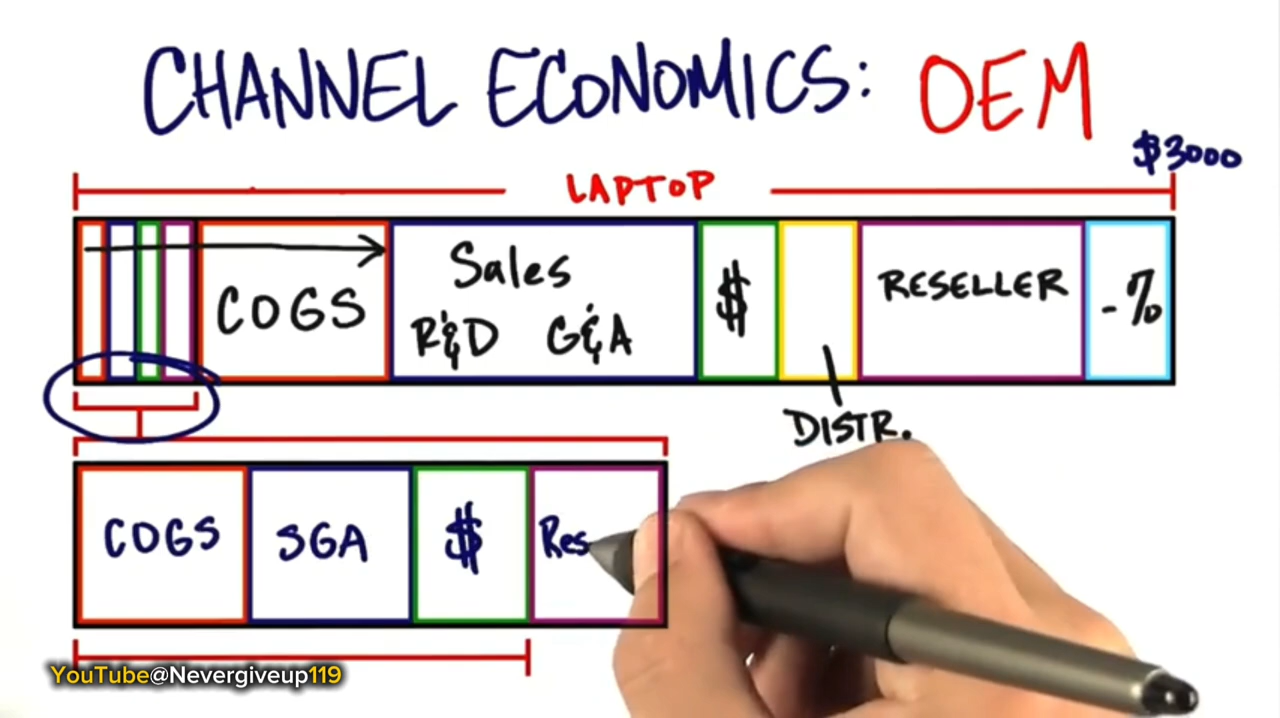 CHANNEL ECONOMICS: OEM
$3000
LAPTOP
COGS
Sales
R&D G&A
$
RESELLER
-%
DISTR.
COGS
SGA
$
Res
YouTube@Nevergiveup119